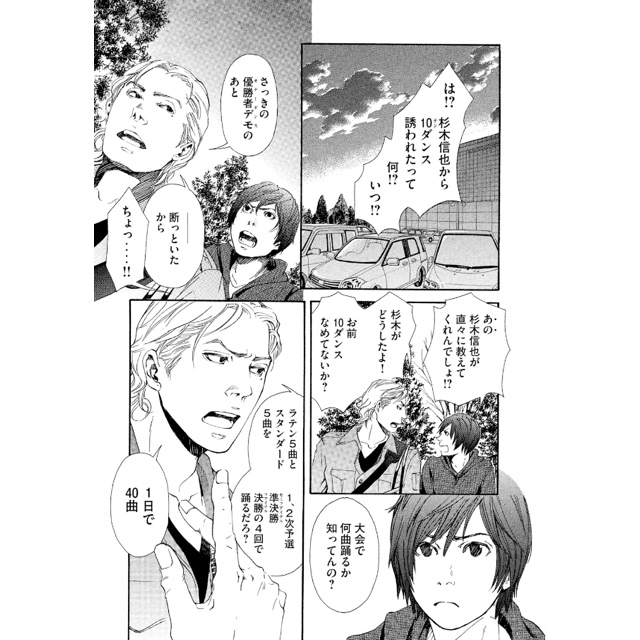 は!?
杉木信也から
10ダンス
誘われたって
何!?
いつ!?
さっきの
優勝者デモの
あと
断っといた
から
ちょっ‥‥!!
あの
杉木信也が
直々に教えて
くれんでしょ!?
杉木が
どうしたよ!
お前
10ダンス
なめてないか?
大会で
何曲踊るか
知ってんの?
ラテン5曲と
スタンダード
5曲を
1、2次予選
準決勝
決勝の4回で
踊るだろ?
1日で
40曲